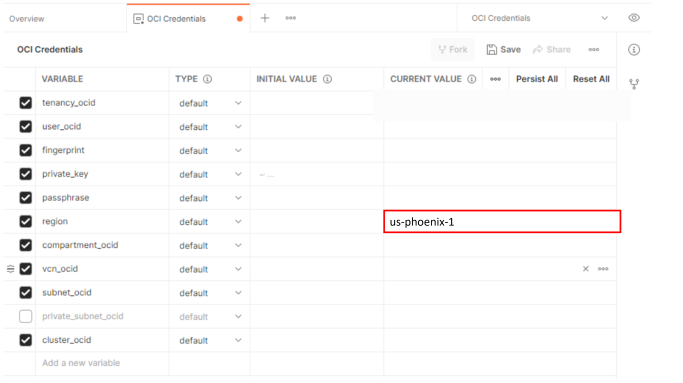 Overview
OCI Credentials
OCI Credentials
OCI Credentials
Fork
Save
Share
VARIABLE TYPE INITIAL VALUE CURRENT VALUE Persist All Reset All
tenancy_ocid default
user_ocid default
fingerprint default
private_key default
passphrase default
region default us-phoenix-1
compartment_ocid default
vcn_ocid default
subnet_ocid default
private_subnet_ocid default
cluster_ocid default
Add a new variable